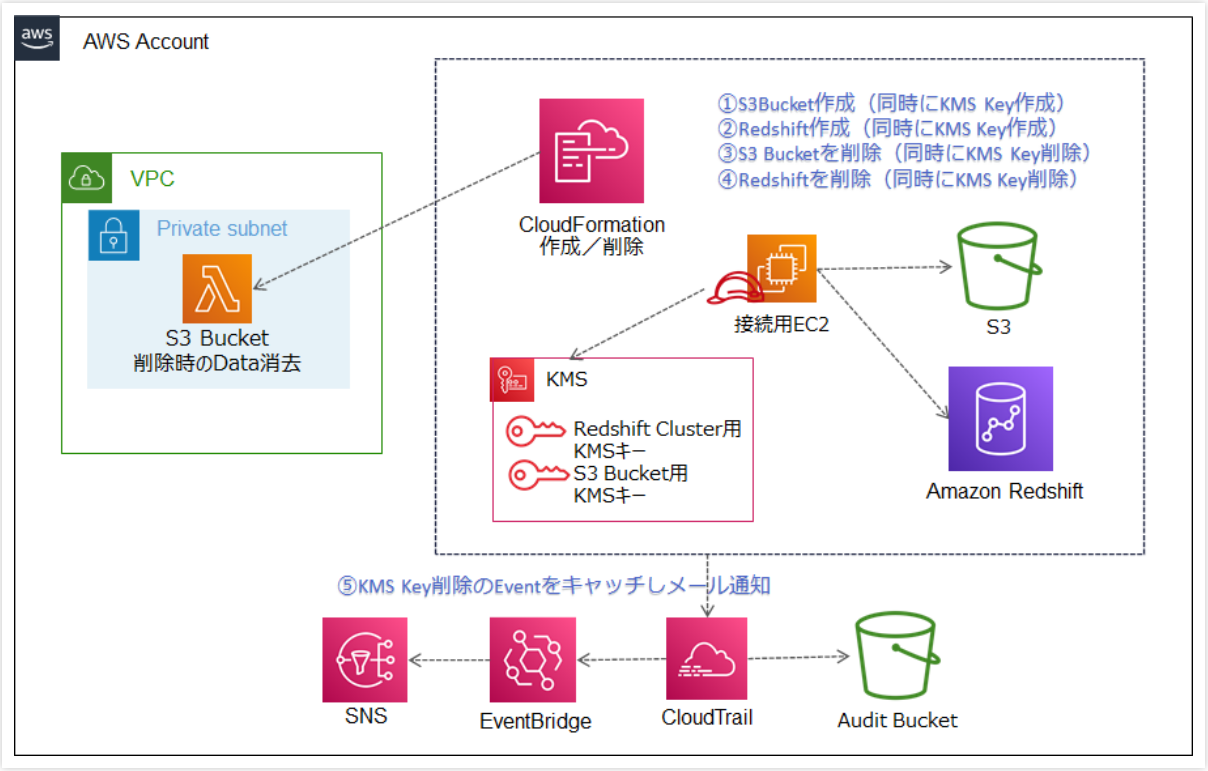 aws
AWS Account
①S3Bucket作成（同時にKMS Key作成）
②Redshift作成（同時にKMS Key作成）
③S3 Bucketを削除（同時にKMS Key削除）
④Redshiftを削除（同時にKMS Key削除）
VPC
Private subnet
S3 Bucket
削除時のData消去
CloudFormation
作成／削除
接続用EC2
S3
KMS
Redshift Cluster用
KMSキー
S3 Bucket用
KMSキー
Amazon Redshift
⑤KMS Key削除のEventをキャッチしメール通知
SNS
EventBridge
CloudTrail
Audit Bucket